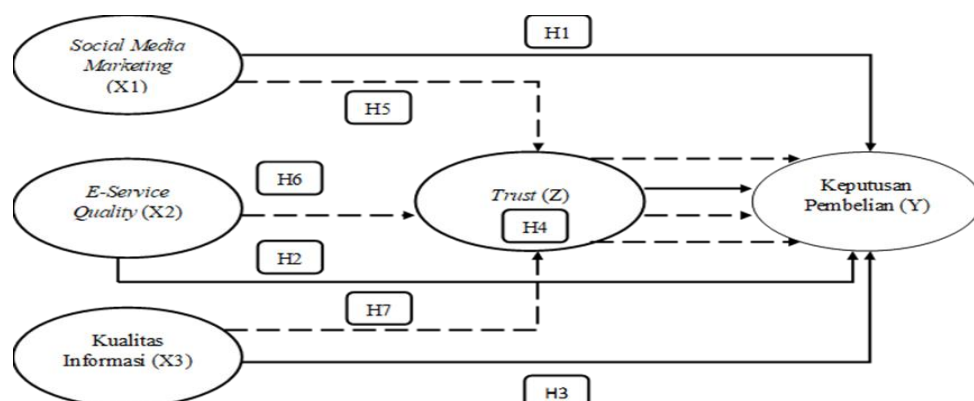 H1
Social Media
Marketing
(X1)
H5
H6
E-Service
Quality (X2)
Trust (Z)
Keputusan
Pembelian (Y)
H4
H2
H7
Kualitas
Informasi (X3)
H3